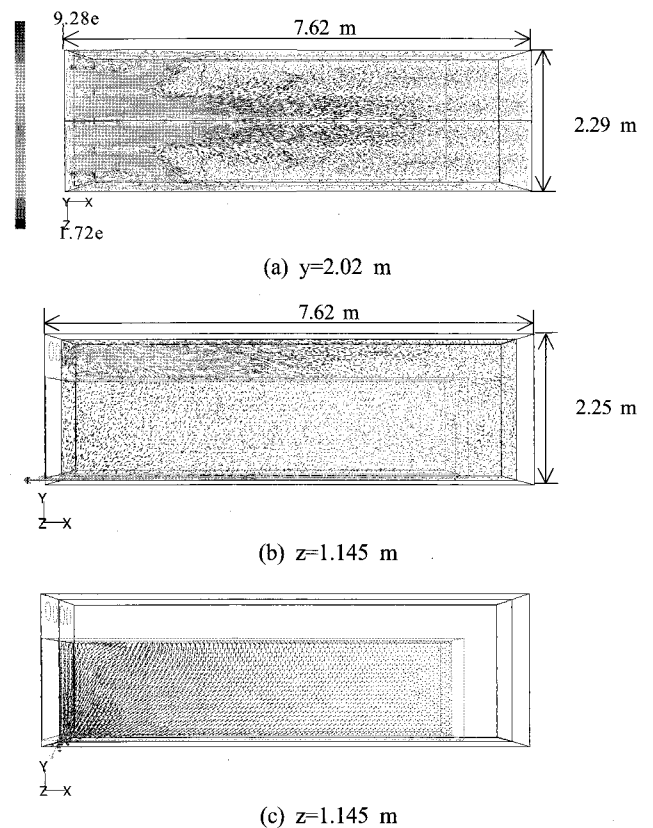 9.28e
7.62 m
2.29 m
Y X
Z
1.72e
(a) y=2.02 m
7.62 m
2.25 m
Y
Z X
(b) z=1.145 m
Y
Z X
(c) z=1.145 m